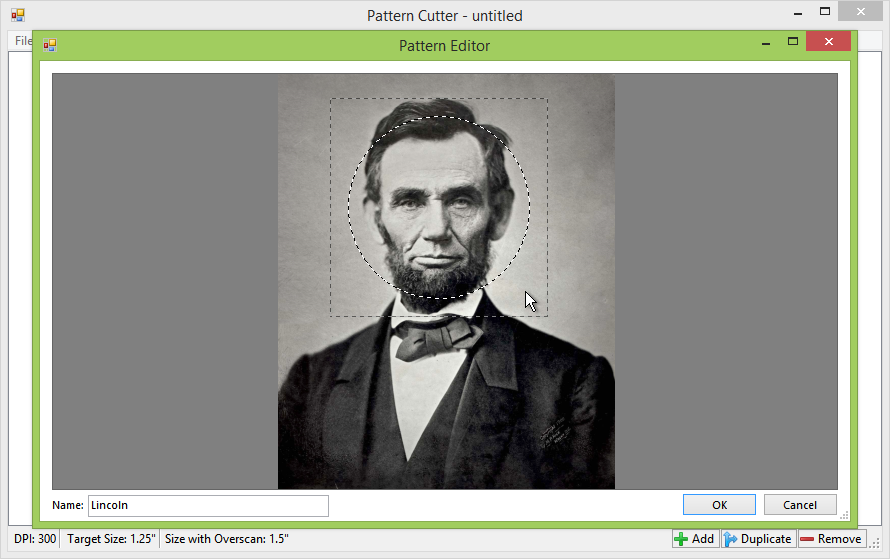 Pattern Cutter - untitled
File
Pattern Editor
Name: Lincoln
OK
Cancel
DPI: 300
Target Size: 1.25"
Size with Overscan: 1.5"
Add
Duplicate
Remove